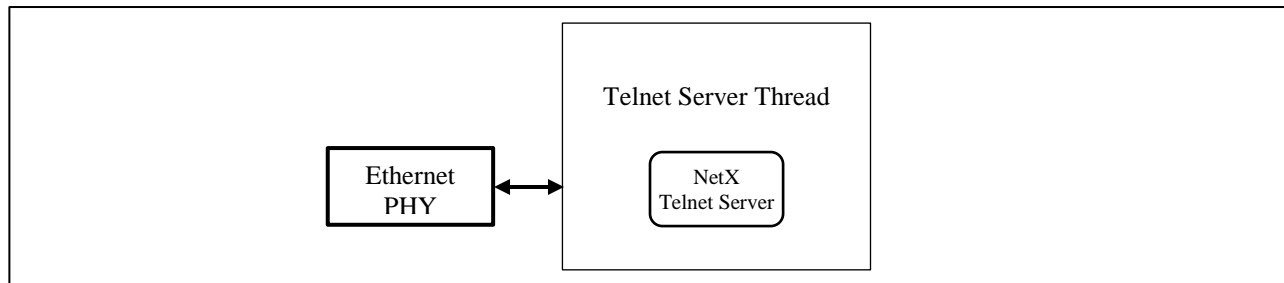 Telnet Server Thread
Ethernet
PHY
NetX
Telnet Server